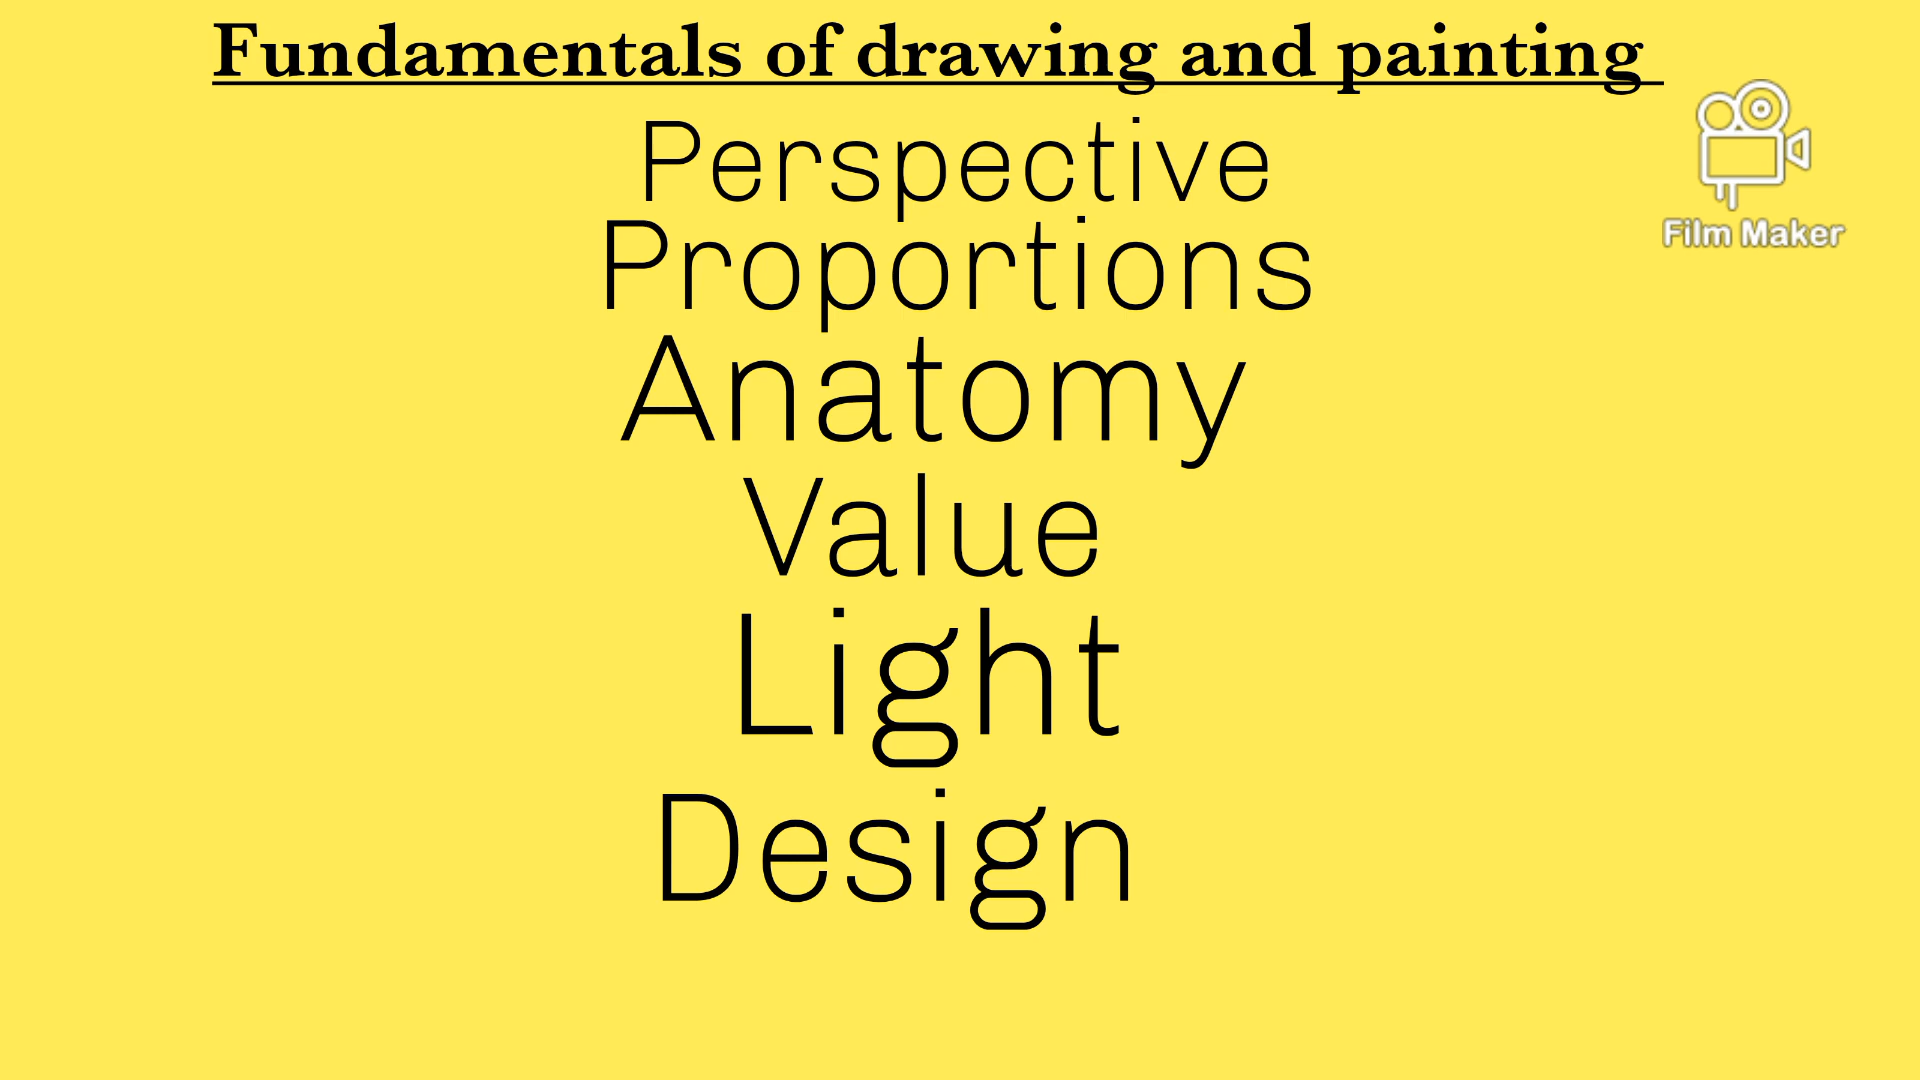 Fundamentals of drawing and painting
Perspective
Film Maker
Proportions
Anatomy
Value
Light
Design